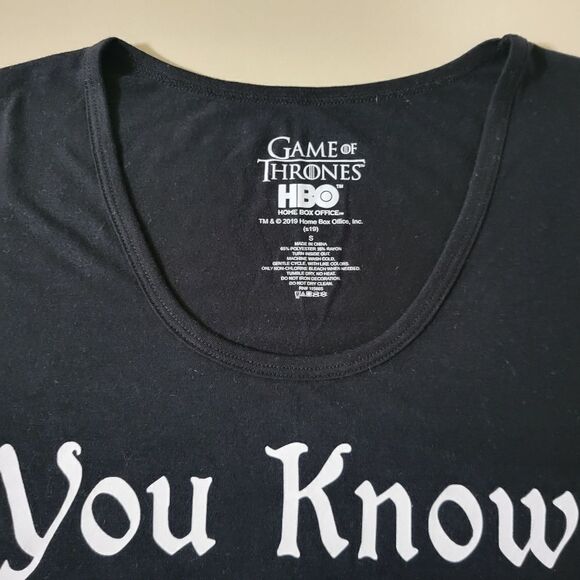 GAME OF
THRONES
HBO™
HOME BOX OFFICE
TM & © 2019 Home Box Office, Inc.
(s19)
S
MADE IN CHINA
65% POLYESTER 35% RAYON
TURN INSIDE OUT.
MACHINE WASH COLD,
GENTLE CYCLE, WITH LIKE COLORS.
ONLY NON-CHLORINE BLEACH WHEN NEEDED.
TUMBLE DRY, NO HEAT.
DO NOT IRON DECORATION.
DO NOT DRY CLEAN.
You Know